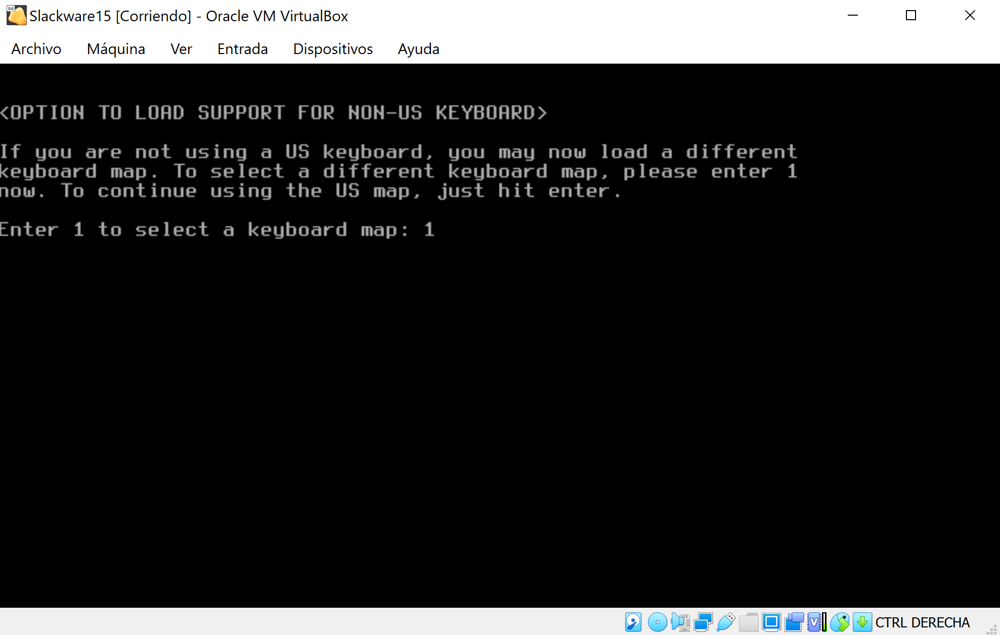 64
Slackware15 [Corriendo] - Oracle VM VirtualBox
Archivo Máquina Ver Entrada Dispositivos Ayuda
<OPTION TO LOAD SUPPORT FOR NON-US KEYBOARD>
If you are not using a US keyboard, you may now load a different
keyboard map. To select a different keyboard map, please enter 1
now. To continue using the US map, just hit enter.
Enter 1 to select a keyboard map: 1
V CTRL DERECHA